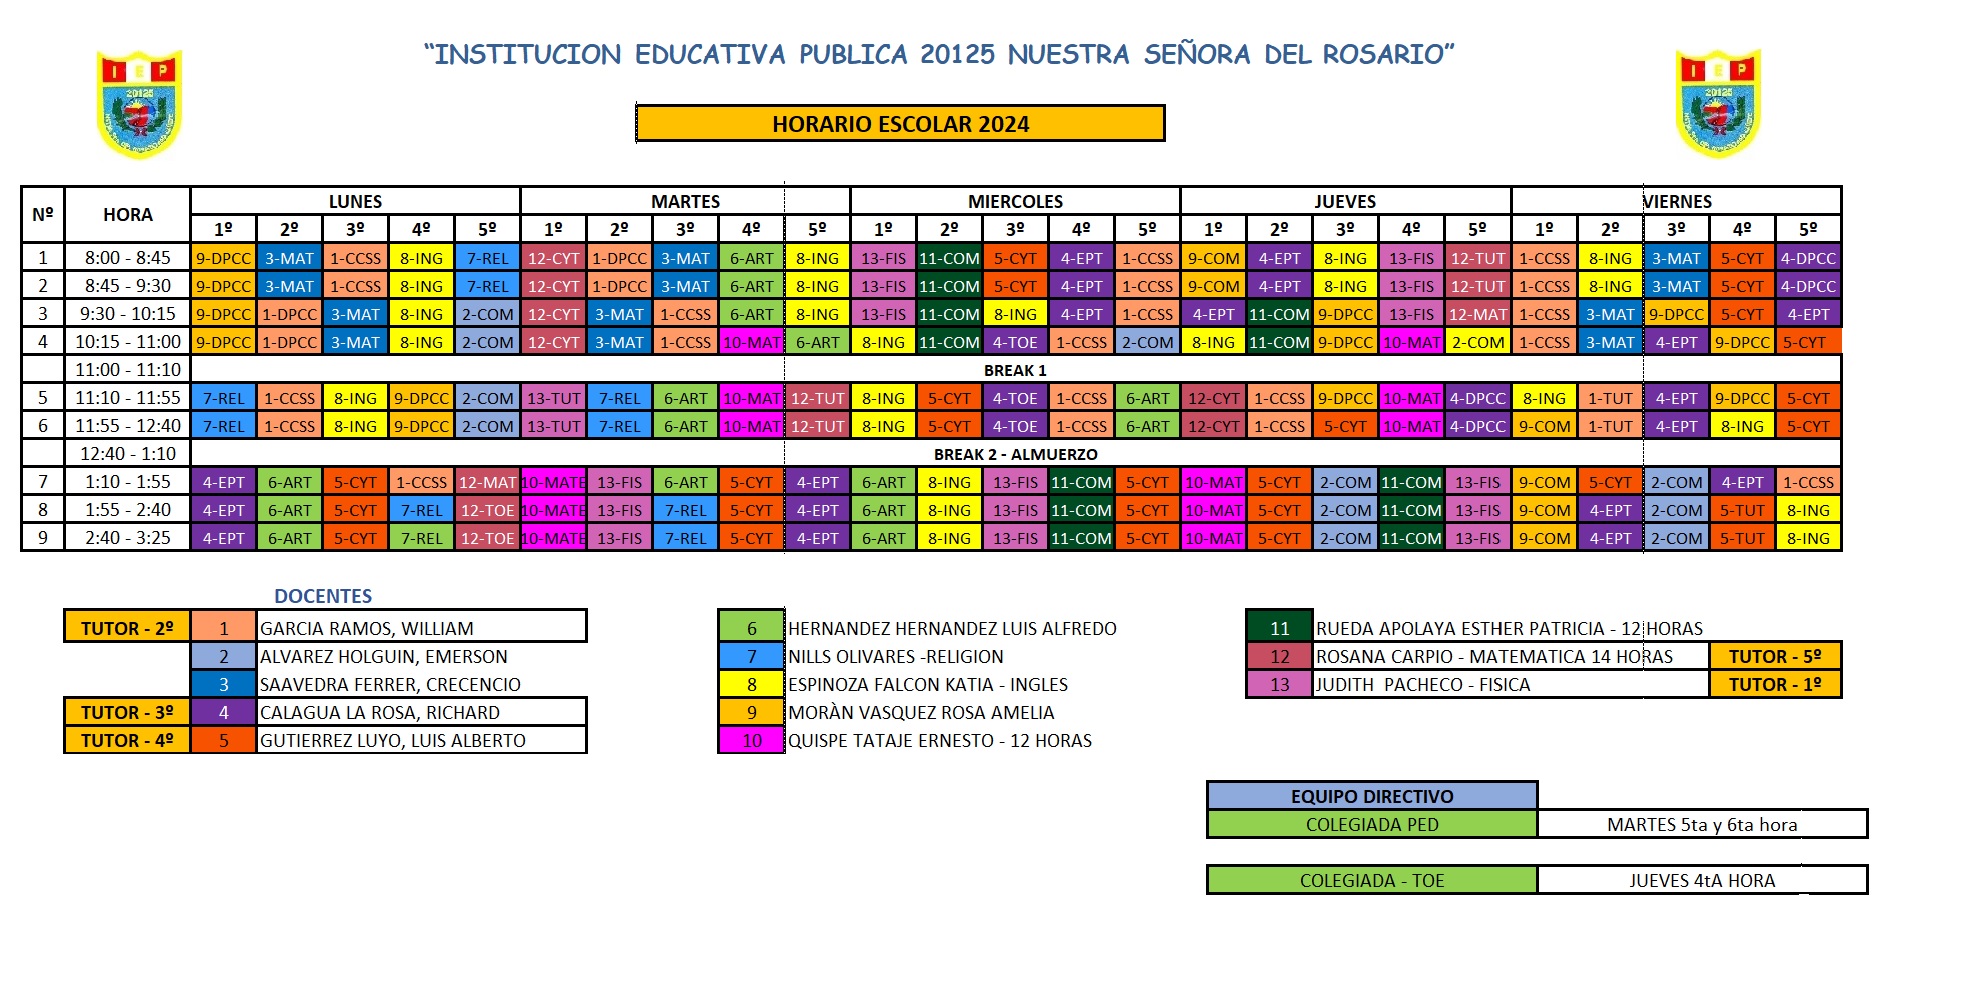 “INSTITUCION EDUCATIVA PUBLICA 20125 NUESTRA SEÑORA DEL ROSARIO”
I E P
20125
I E P
20125
HORARIO ESCOLAR 2024
Nº HORA LUNES MARTES MIERCOLES JUEVES VIERNES
1º 2º 3º 4º 5º 1º 2º 3º 4º 5º 1º 2º 3º 4º 5º 1º 2º 3º 4º 5º 1º 2º 3º 4º 5º
1 8:00 - 8:45 9-DPCC 3-MAT 1-CCSS 8-ING 7-REL 12-CYT 1-DPCC 3-MAT 6-ART 8-ING 13-FIS 11-COM 5-CYT 4-EPT 1-CCSS 9-COM 4-EPT 8-ING 13-FIS 12-TUT 1-CCSS 8-ING 3-MAT 5-CYT 4-DPCC
2 8:45 - 9:30 9-DPCC 3-MAT 1-CCSS 8-ING 7-REL 12-CYT 1-DPCC 3-MAT 6-ART 8-ING 13-FIS 11-COM 5-CYT 4-EPT 1-CCSS 9-COM 4-EPT 8-ING 13-FIS 12-TUT 1-CCSS 8-ING 3-MAT 5-CYT 4-DPCC
3 9:30 - 10:15 9-DPCC 1-DPCC 3-MAT 8-ING 2-COM 12-CYT 3-MAT 1-CCSS 6-ART 8-ING 13-FIS 11-COM 8-ING 4-EPT 1-CCSS 4-EPT 11-COM 9-DPCC 13-FIS 12-MAT 1-CCSS 3-MAT 9-DPCC 5-CYT 4-EPT
4 10:15 - 11:00 9-DPCC 1-DPCC 3-MAT 8-ING 2-COM 12-CYT 3-MAT 1-CCSS 10-MAT 6-ART 8-ING 11-COM 4-TOE 1-CCSS 2-COM 8-ING 11-COM 9-DPCC 10-MAT 2-COM 1-CCSS 3-MAT 4-EPT 9-DPCC 5-CYT
11:00 - 11:10 BREAK 1
5 11:10 - 11:55 7-REL 1-CCSS 8-ING 9-DPCC 2-COM 13-TUT 7-REL 6-ART 10-MAT 12-TUT 8-ING 5-CYT 4-TOE 1-CCSS 6-ART 12-CYT 1-CCSS 9-DPCC 10-MAT 4-DPCC 8-ING 1-TUT 4-EPT 9-DPCC 5-CYT
6 11:55 - 12:40 7-REL 1-CCSS 8-ING 9-DPCC 2-COM 13-TUT 7-REL 6-ART 10-MAT 12-TUT 8-ING 5-CYT 4-TOE 1-CCSS 6-ART 12-CYT 1-CCSS 5-CYT 10-MAT 4-DPCC 9-COM 1-TUT 4-EPT 8-ING 5-CYT
12:40 - 1:10 BREAK 2 - ALMUERZO
7 1:10 - 1:55 4-EPT 6-ART 5-CYT 1-CCSS 12-MAT 10-MATE 13-FIS 6-ART 5-CYT 4-EPT 6-ART 8-ING 13-FIS 11-COM 5-CYT 10-MAT 5-CYT 2-COM 11-COM 13-FIS 9-COM 5-CYT 2-COM 4-EPT 1-CCSS
8 1:55 - 2:40 4-EPT 6-ART 5-CYT 7-REL 12-TOE 10-MATE 13-FIS 7-REL 5-CYT 4-EPT 6-ART 8-ING 13-FIS 11-COM 5-CYT 10-MAT 5-CYT 2-COM 11-COM 13-FIS 9-COM 4-EPT 2-COM 5-TUT 8-ING
9 2:40 - 3:25 4-EPT 6-ART 5-CYT 7-REL 12-TOE 10-MATE 13-FIS 7-REL 5-CYT 4-EPT 6-ART 8-ING 13-FIS 11-COM 5-CYT 10-MAT 5-CYT 2-COM 11-COM 13-FIS 9-COM 4-EPT 2-COM 5-TUT 8-ING
DOCENTES
TUTOR - 2º 1 GARCIA RAMOS, WILLIAM
2 ALVAREZ HOLGUIN, EMERSON
3 SAAVEDRA FERRER, CRECENCIO
TUTOR - 3º 4 CALAGUA LA ROSA, RICHARD
TUTOR - 4º 5 GUTIERREZ LUYO, LUIS ALBERTO
6 HERNANDEZ HERNANDEZ LUIS ALFREDO
7 NILLS OLIVARES -RELIGION
8 ESPINOZA FALCON KATIA - INGLES
9 MORÀN VASQUEZ ROSA AMELIA
10 QUISPE TATAJE ERNESTO - 12 HORAS
11 RUEDA APOLAYA ESTHER PATRICIA - 12 HORAS
12 ROSANA CARPIO - MATEMATICA 14 HORAS TUTOR - 5º
13 JUDITH PACHECO - FISICA TUTOR - 1º
EQUIPO DIRECTIVO
COLEGIADA PED MARTES 5ta y 6ta hora
COLEGIADA - TOE JUEVES 4tA HORA